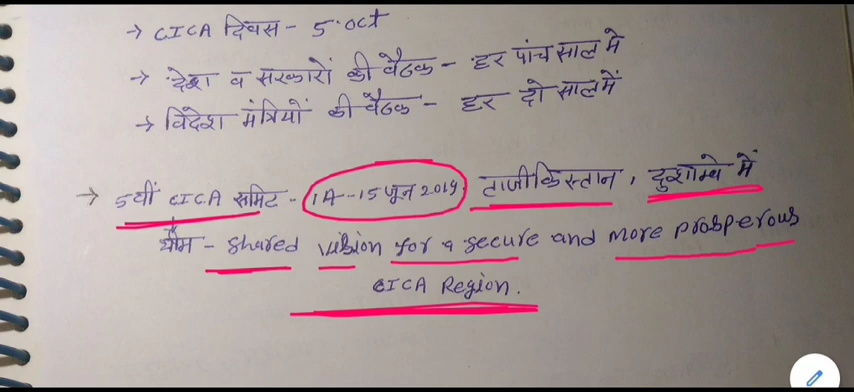 → CICA दिवस - 5 oct
→ देश व सरकारों की बैठक - हर पांच साल मे
→ विदेश मंत्रियों की बैठक - हर दो साल में
→ 5वीं CICA समिट - 14-15 जून 2019, ताजीकिस्तान, दुशाम्बे में
थीम - shared vision for a secure and more prosperous
CICA Region.